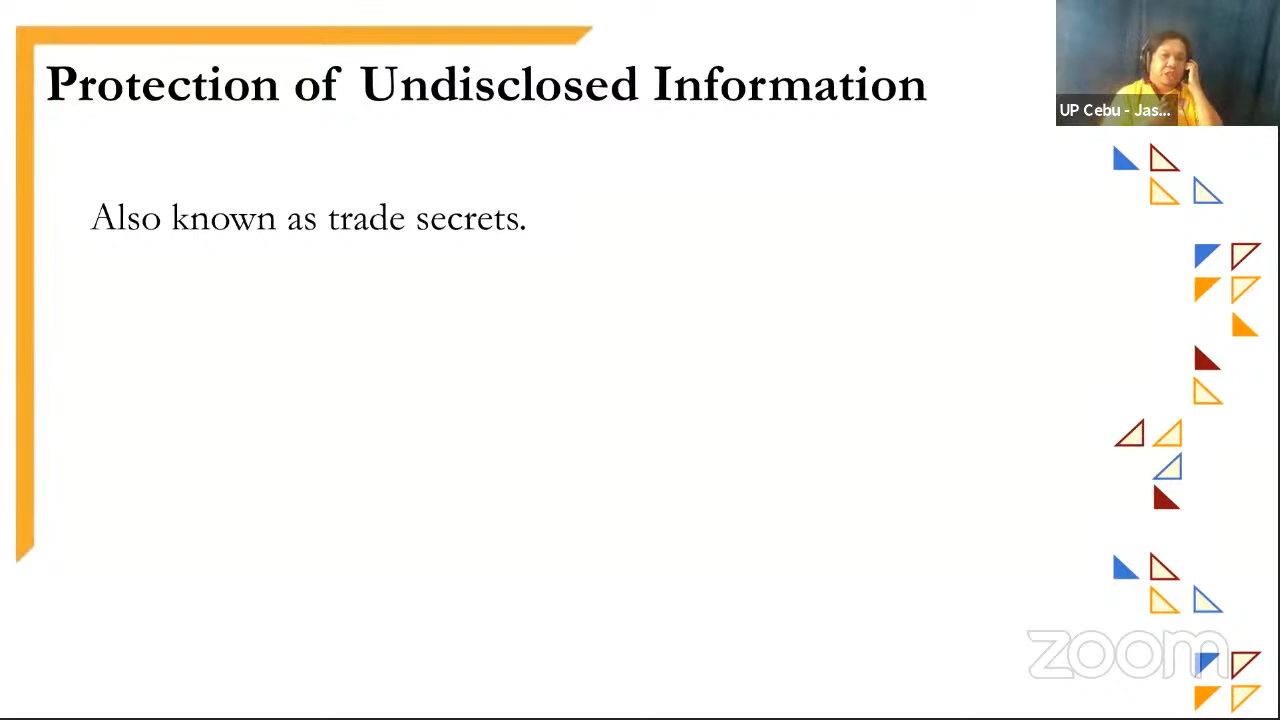 Protection of Undisclosed Information
UP Cebu - Jas...
Also known as trade secrets.
zoom